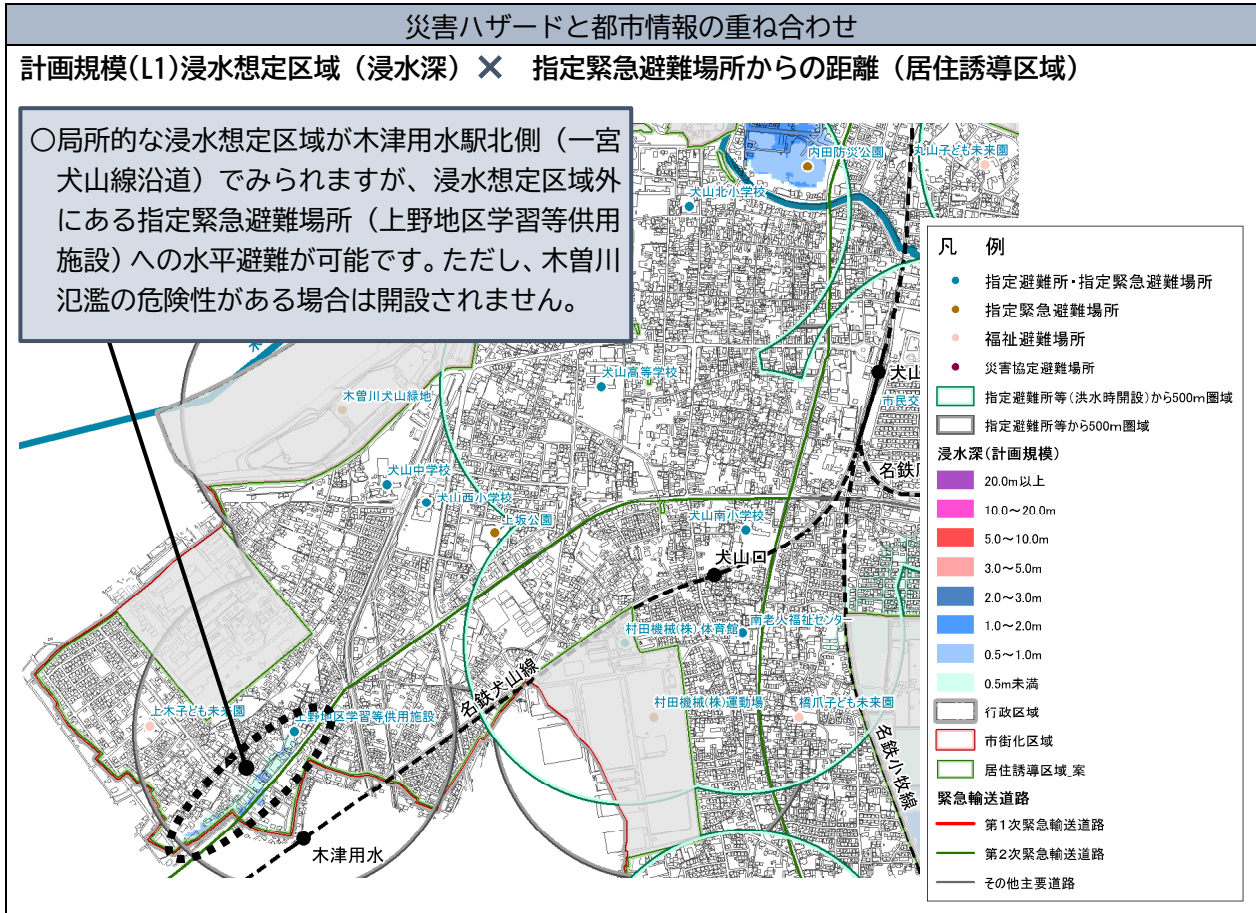 災害ハザードと都市情報の重ね合わせ
計画規模(L1)浸水想定区域（浸水深）✕　指定緊急避難場所からの距離（居住誘導区域）
〇局所的な浸水想定区域が木津用水駅北側（一宮
犬山線沿道）でみられますが、浸水想定区域外
にある指定緊急避難場所（上野地区学習等供用
施設）への水平避難が可能です。ただし、木曽川
氾濫の危険性がある場合は開設されません。
内田防災公園
丸山子ども未来園
犬山北小学校
犬山高等学校
犬山
市民交
木曽川犬山緑地
名鉄
犬山中学校
犬山西小学校
上坂公園
犬山南小学校
犬山口
村田機械(株)体育館
南老人福祉センター
名鉄犬山線
村田機械(株)運動場
橋爪子ども未来園
上木子ども未来園
上野地区学習等供用施設
名鉄小牧線
木津用水
凡　例
指定避難所・指定緊急避難場所
指定緊急避難場所
福祉避難場所
災害協定避難場所
指定避難所等(洪水時開設)から500m圏域
指定避難所等から500m圏域
浸水深(計画規模)
20.0m以上
10.0～20.0m
5.0～10.0m
3.0～5.0m
2.0～3.0m
1.0～2.0m
0.5～1.0m
0.5m未満
行政区域
市街化区域
居住誘導区域_案
緊急輸送道路
第1次緊急輸送道路
第2次緊急輸送道路
その他主要道路